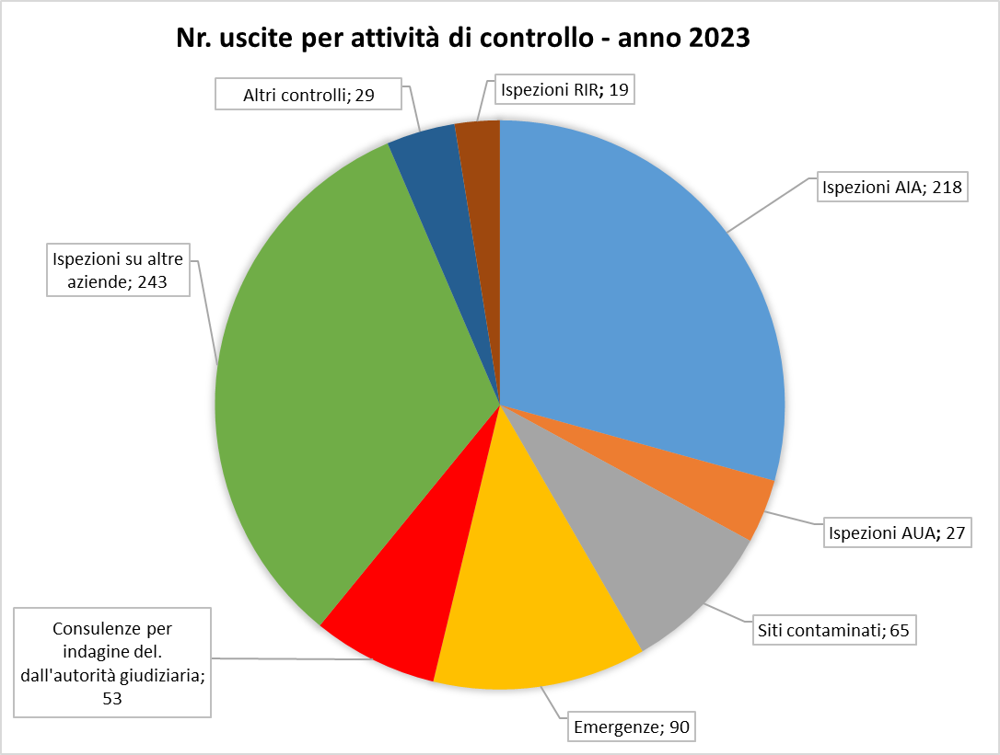 Nr. uscite per attività di controllo - anno 2023
Altri controlli; 29
Ispezioni RIR; 19
Ispezioni AIA; 218
Ispezioni su altre
aziende; 243
Ispezioni AUA; 27
Siti contaminati; 65
Consulenze per
indagine del.
dall'autorità giudiziaria;
53
Emergenze; 90